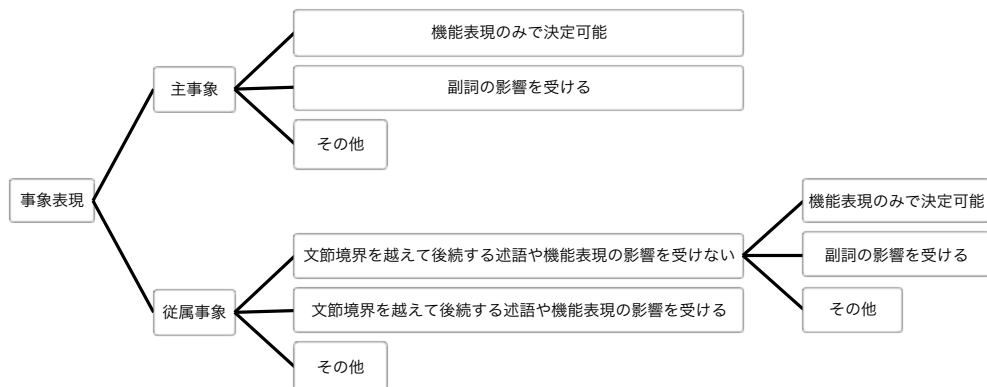 機能表現のみで決定可能
主事象
副詞の影響を受ける
その他
事象表現
機能表現のみで決定可能
文節境界を越えて後続する述語や機能表現の影響を受けない
副詞の影響を受ける
従属事象
文節境界を越えて後続する述語や機能表現の影響を受ける
その他
その他